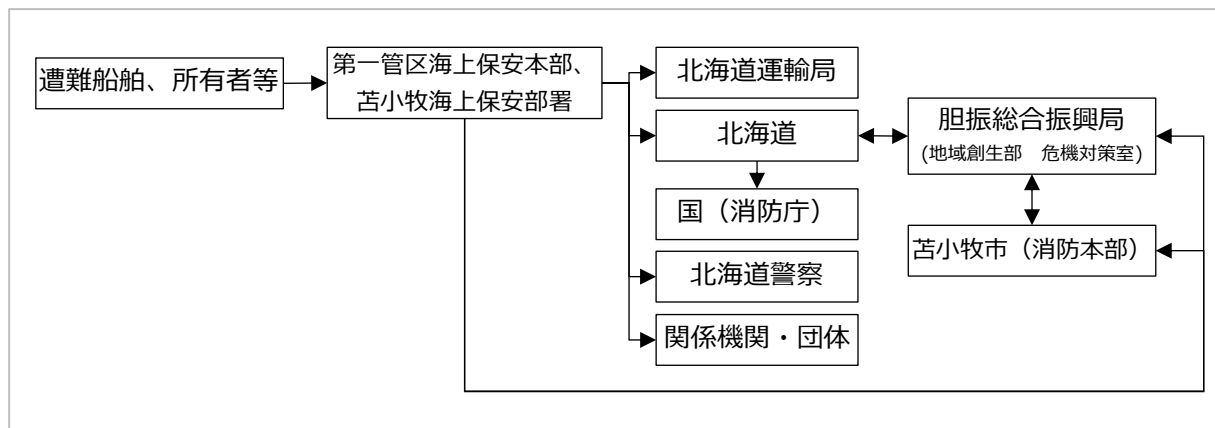 遭難船舶、所有者等
第一管区海上保安本部、
苫小牧海上保安部署
北海道運輸局
北海道
国（消防庁）
北海道警察
関係機関・団体
胆振総合振興局
(地域創生部　危機対策室)
苫小牧市（消防本部）